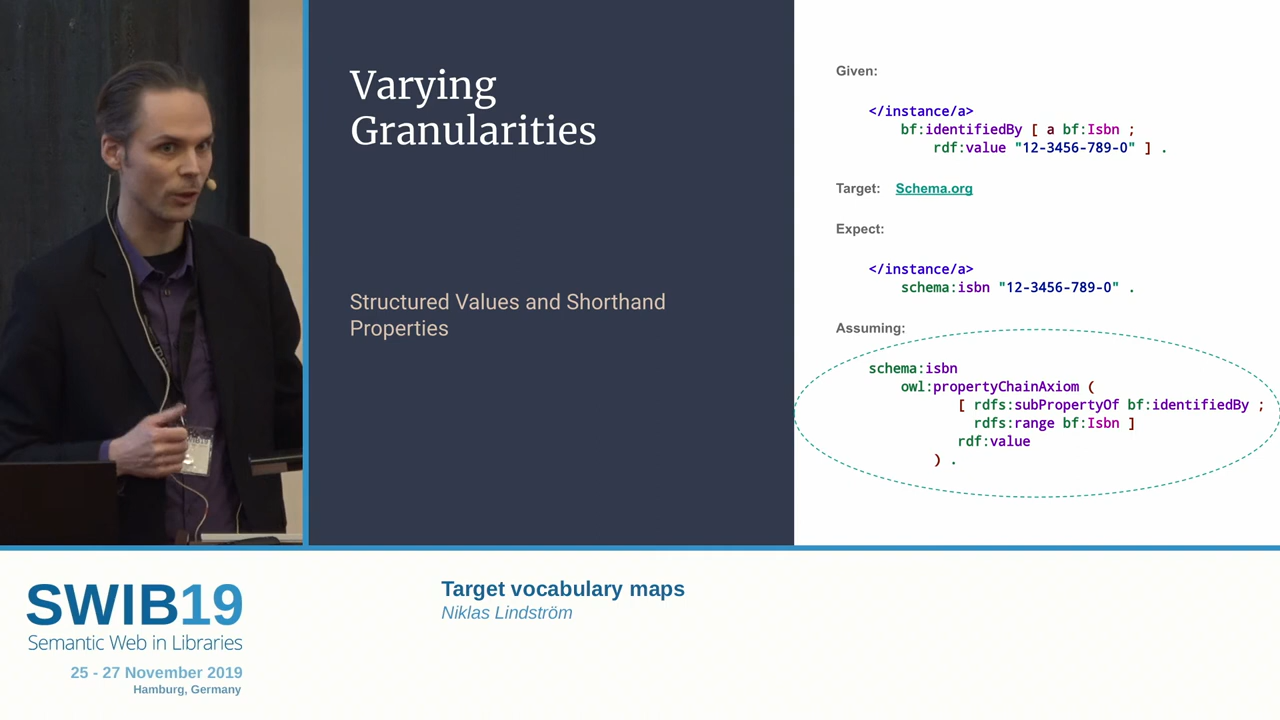 Varying
Granularities
Structured Values and Shorthand
Properties
Given:
</instance/a>
bf:identifiedBy [ a bf:Isbn ;
rdf:value "12-3456-789-0" ] .
Target: Schema.org
Expect:
</instance/a>
schema:isbn "12-3456-789-0" .
Assuming:
schema:isbn
owl:propertyChainAxiom (
[ rdfs:subPropertyOf bf:identifiedBy ;
rdfs:range bf:Isbn ]
rdf:value
) .
SWIB19
Semantic Web in Libraries
25 - 27 November 2019
Hamburg, Germany
Target vocabulary maps
Niklas Lindström